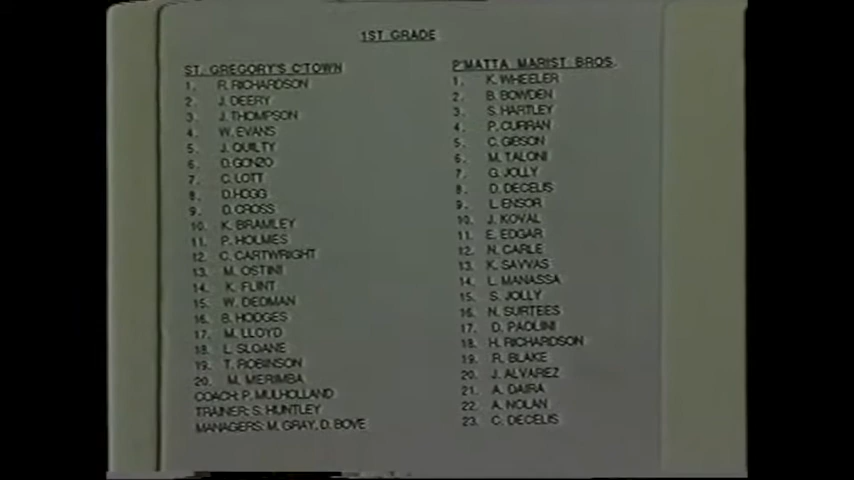 1ST GRADE
ST. GREGORY'S C'TOWN
1. R. RICHARDSON
2. J. DEERY
3. J. THOMPSON
4. W. EVANS
5. J. QUILTY
6. D. GONZO
7. C. LOTT
8. D. HOGG
9. D. CROSS
10. K. BRAMLEY
11. P. HOLMES
12. C. CARTWRIGHT
13. M. OSTINI
14. K. FLINT
15. W. DEDMAN
16. B. HODGES
17. M. LLOYD
18. L. SLOANE
19. T. ROBINSON
20. M. MERIMBA
COACH: P. MULHOLLAND
TRAINER: S. HUNTLEY
MANAGERS: M. GRAY, D. BOVE
P'MATTA MARIST BROS.
1. K. WHEELER
2. B. BOWDEN
3. S. HARTLEY
4. P. CURRAN
5. C. GIBSON
6. M. TALONI
7. G. JOLLY
8. D. DECELIS
9. L. ENSOR
10. J. KOVAL
11. E. EDGAR
12. N. CARLE
13. K. SAVVAS
14. L. MANASSA
15. S. JOLLY
16. N. SURTEES
17. D. PAOLINI
18. H. RICHARDSON
19. R. BLAKE
20. J. ALVAREZ
21. A. DAIRA
22. A. NOLAN
23. C. DECELIS